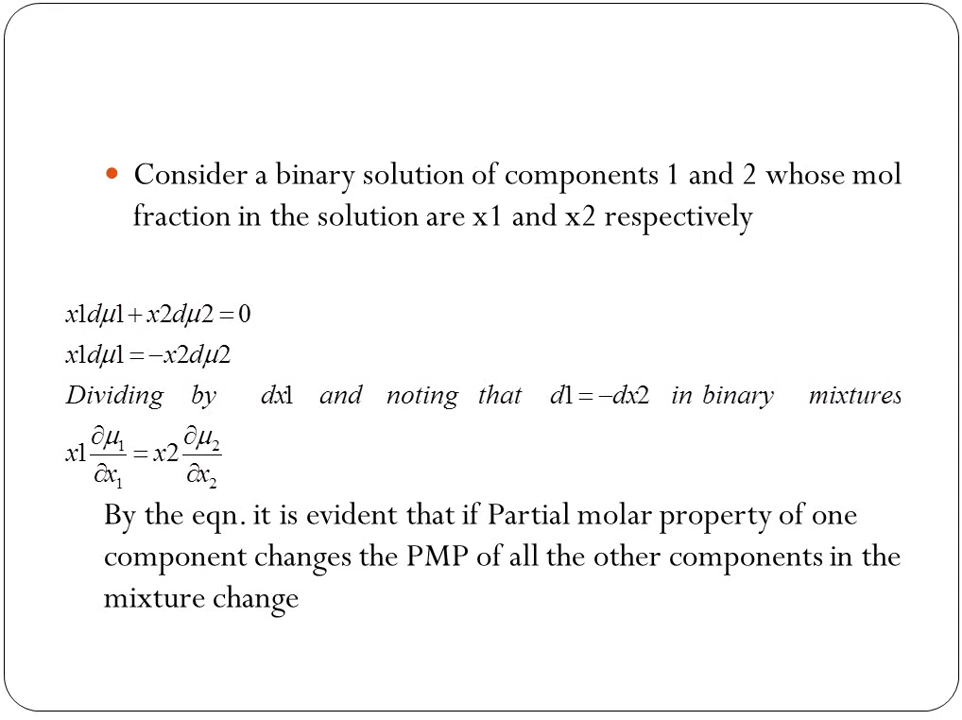 • Consider a binary solution of components 1 and 2 whose mol
fraction in the solution are x1 and x2 respectively
x1dμ1 + x2dμ2 = 0
x1dμ1 = −x2dμ2
Dividing by dx1 and noting that d1 = −dx2 in binary mixtures
x1 ∂μ₁/∂x₁ = x2 ∂μ₂/∂x₂
By the eqn. it is evident that if Partial molar property of one
component changes the PMP of all the other components in the
mixture change